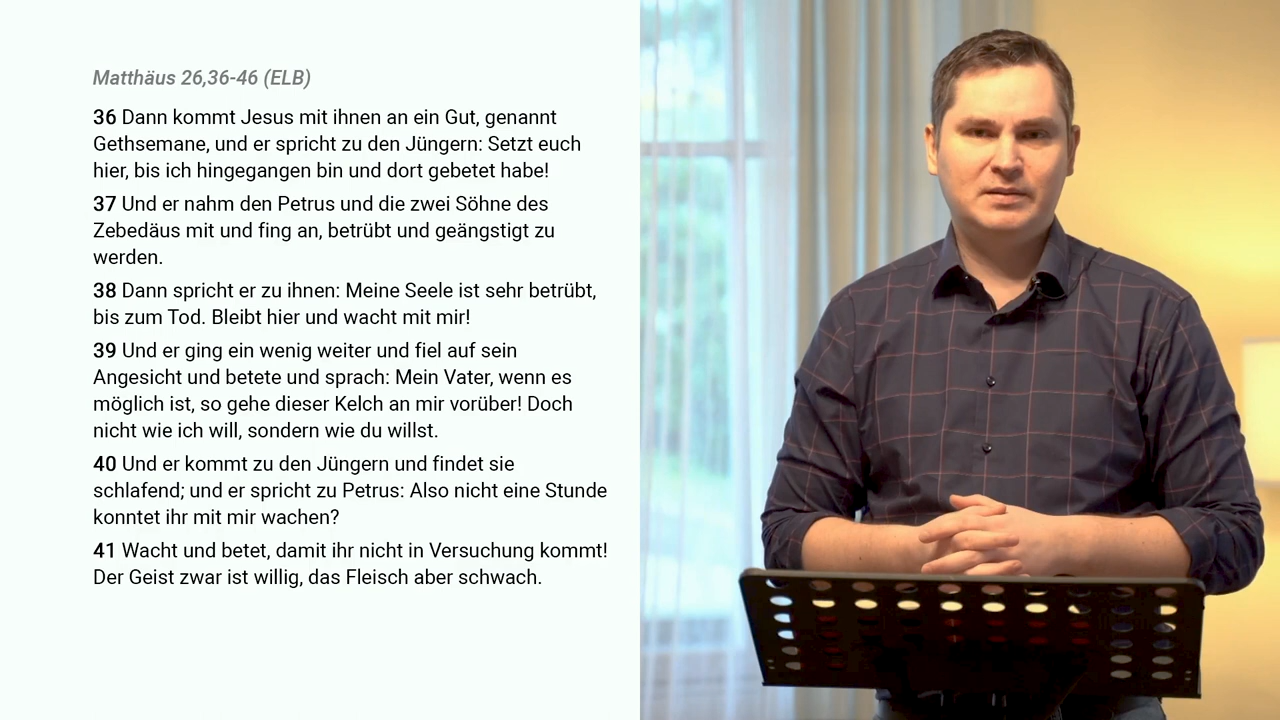 Matthäus 26,36-46 (ELB)
36 Dann kommt Jesus mit ihnen an ein Gut, genannt
Gethsemane, und er spricht zu den Jüngern: Setzt euch
hier, bis ich hingegangen bin und dort gebetet habe!
37 Und er nahm den Petrus und die zwei Söhne des
Zebedäus mit und fing an, betrübt und geängstigt zu
werden.
38 Dann spricht er zu ihnen: Meine Seele ist sehr betrübt,
bis zum Tod. Bleibt hier und wacht mit mir!
39 Und er ging ein wenig weiter und fiel auf sein
Angesicht und betete und sprach: Mein Vater, wenn es
möglich ist, so gehe dieser Kelch an mir vorüber! Doch
nicht wie ich will, sondern wie du willst.
40 Und er kommt zu den Jüngern und findet sie
schlafend; und er spricht zu Petrus: Also nicht eine Stunde
konntet ihr mit mir wachen?
41 Wacht und betet, damit ihr nicht in Versuchung kommt!
Der Geist zwar ist willig, das Fleisch aber schwach.